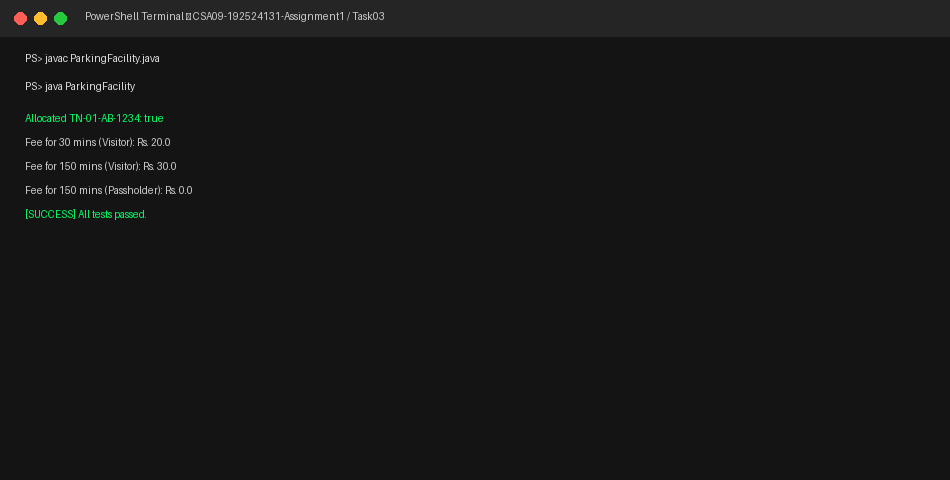 PowerShell Terminal ▯ CSA09-192524131-Assignment1 / Task03
PS> javac ParkingFacility.java
PS> java ParkingFacility
Allocated TN-01-AB-1234: true
Fee for 30 mins (Visitor): Rs. 20.0
Fee for 150 mins (Visitor): Rs. 30.0
Fee for 150 mins (Passholder): Rs. 0.0
[SUCCESS] All tests passed.